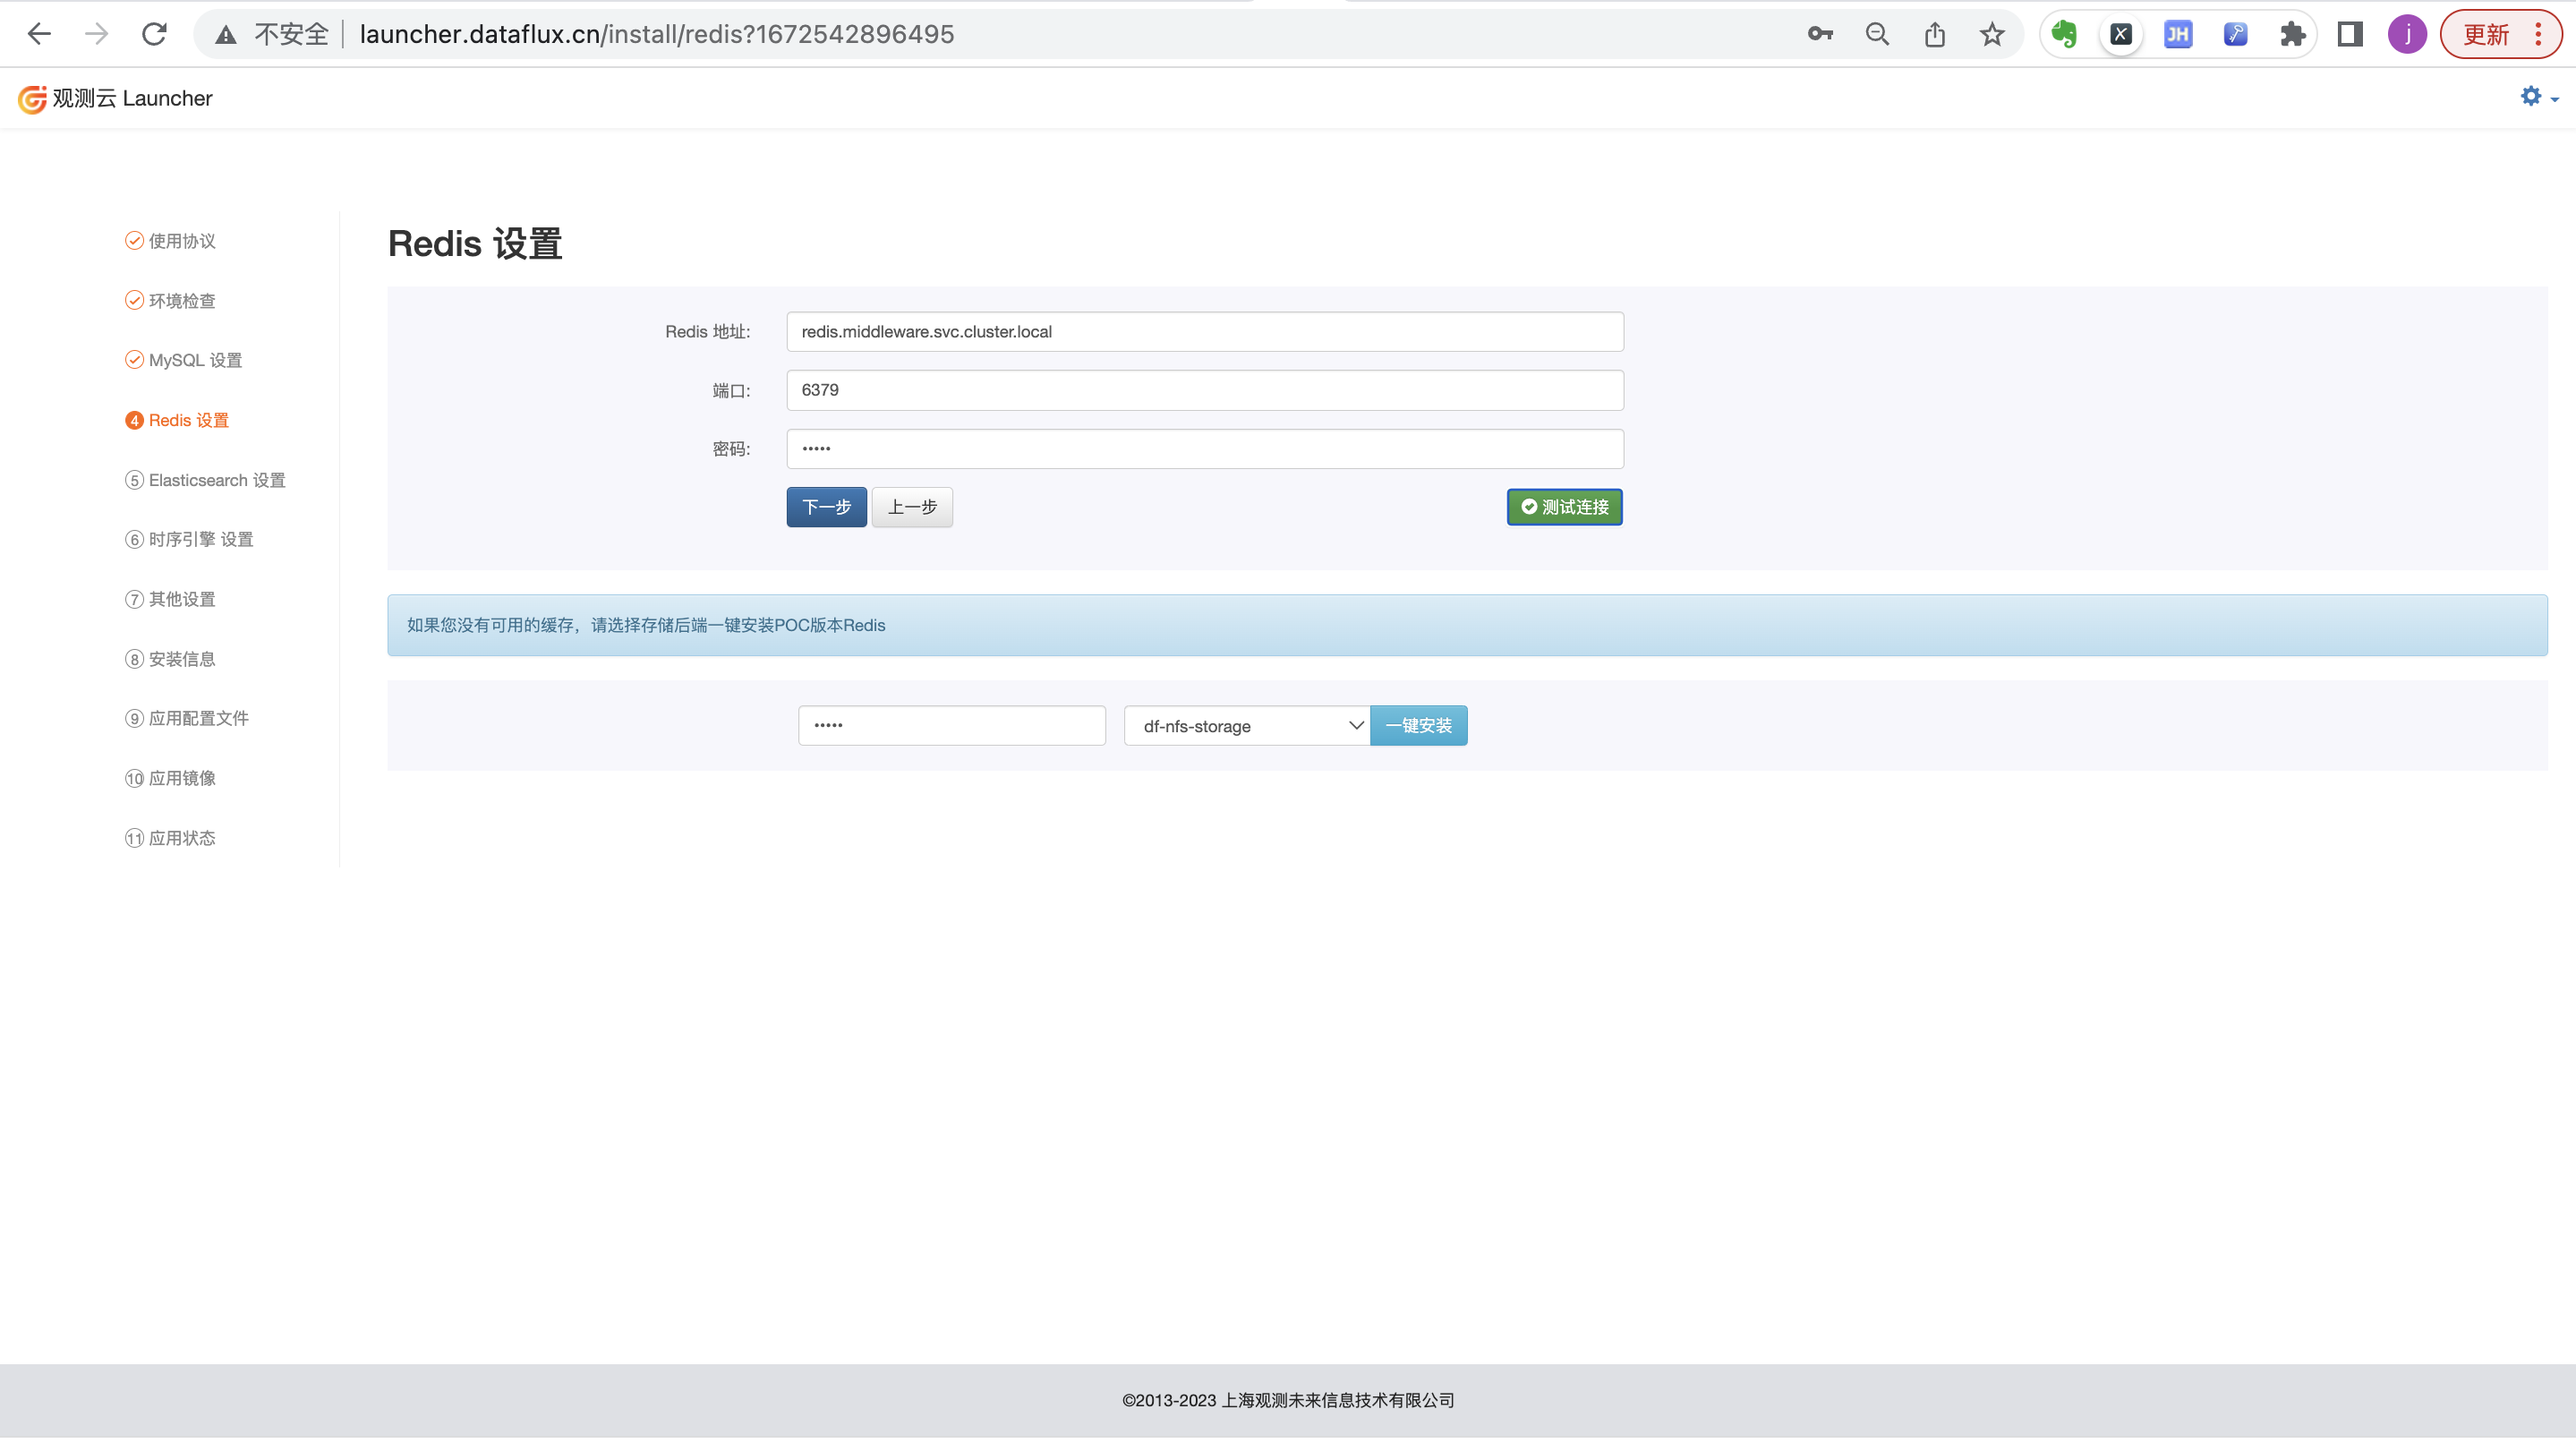 不安全 launcher.dataflux.cn/install/redis?1672542896495
JH
j
更新
观测云 Launcher
使用协议
环境检查
MySQL 设置
4 Redis 设置
5 Elasticsearch 设置
6 时序引擎 设置
7 其他设置
8 安装信息
9 应用配置文件
10 应用镜像
11 应用状态
Redis 设置
Redis 地址: redis.middleware.svc.cluster.local
端口: 6379
密码: •••••
下一步 上一步 测试连接
如果您没有可用的缓存，请选择存储后端一键安装POC版本Redis
••••• df-nfs-storage 一键安装
©2013-2023 上海观测未来信息技术有限公司